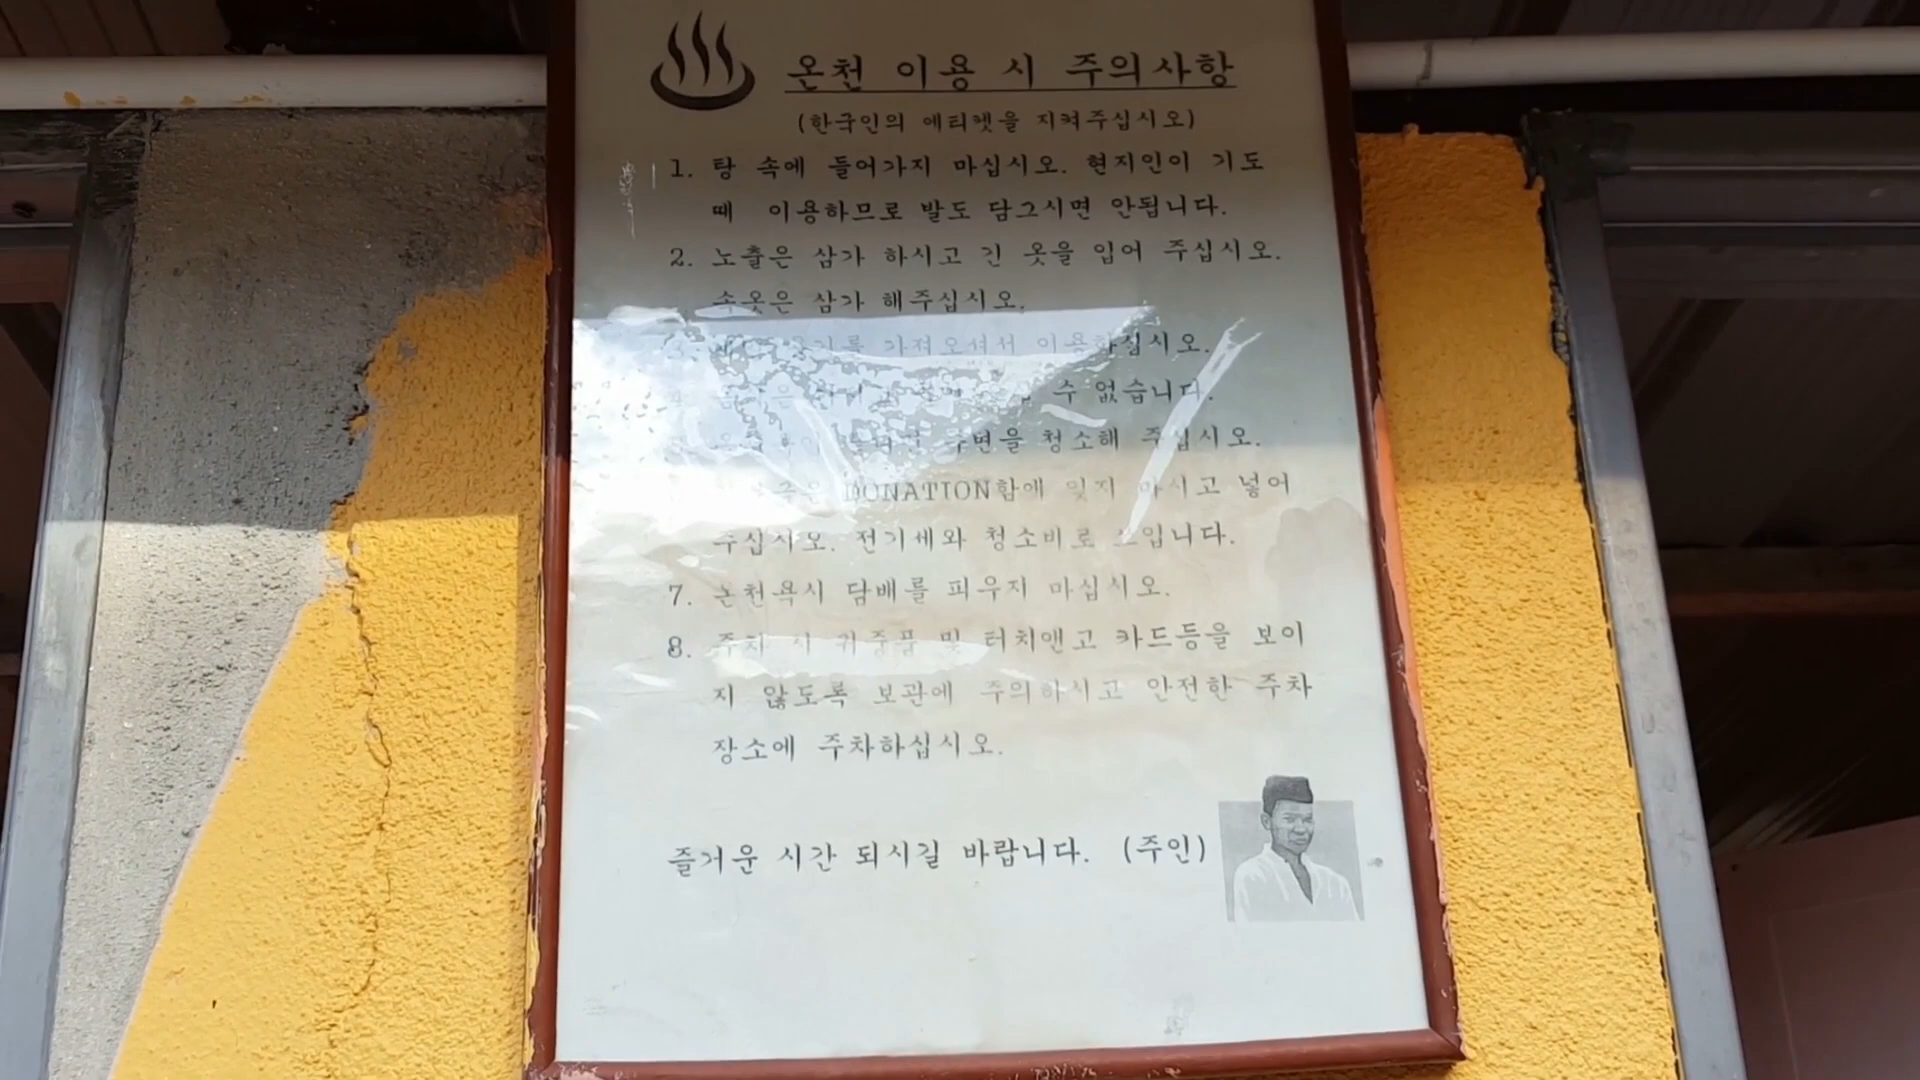 온천 이용 시 주의사항
(한국인의 에티켓을 지켜주십시오)
1. 탕 속에 들어가지 마십시오. 현지인이 기도
때 이용하므로 발도 담그시면 안됩니다.
2. 노출은 삼가 하시고 긴 옷을 입어 주십시오.
속옷은 삼가 해주십시오.
3. 가져오셔서 이용하십시오.
수 없습니다.
청소해 주십시오.
DONATION함에 잊지 마시고 넣어
주십시오. 전기세와 청소비로 쓰입니다.
7. 온천욕시 담배를 피우지 마십시오.
8. 주차 시 귀중품 및 터치앤고 카드등을 보이
지 않도록 보관에 주의하시고 안전한 주차
장소에 주차하십시오.
즐거운 시간 되시길 바랍니다. (주인)